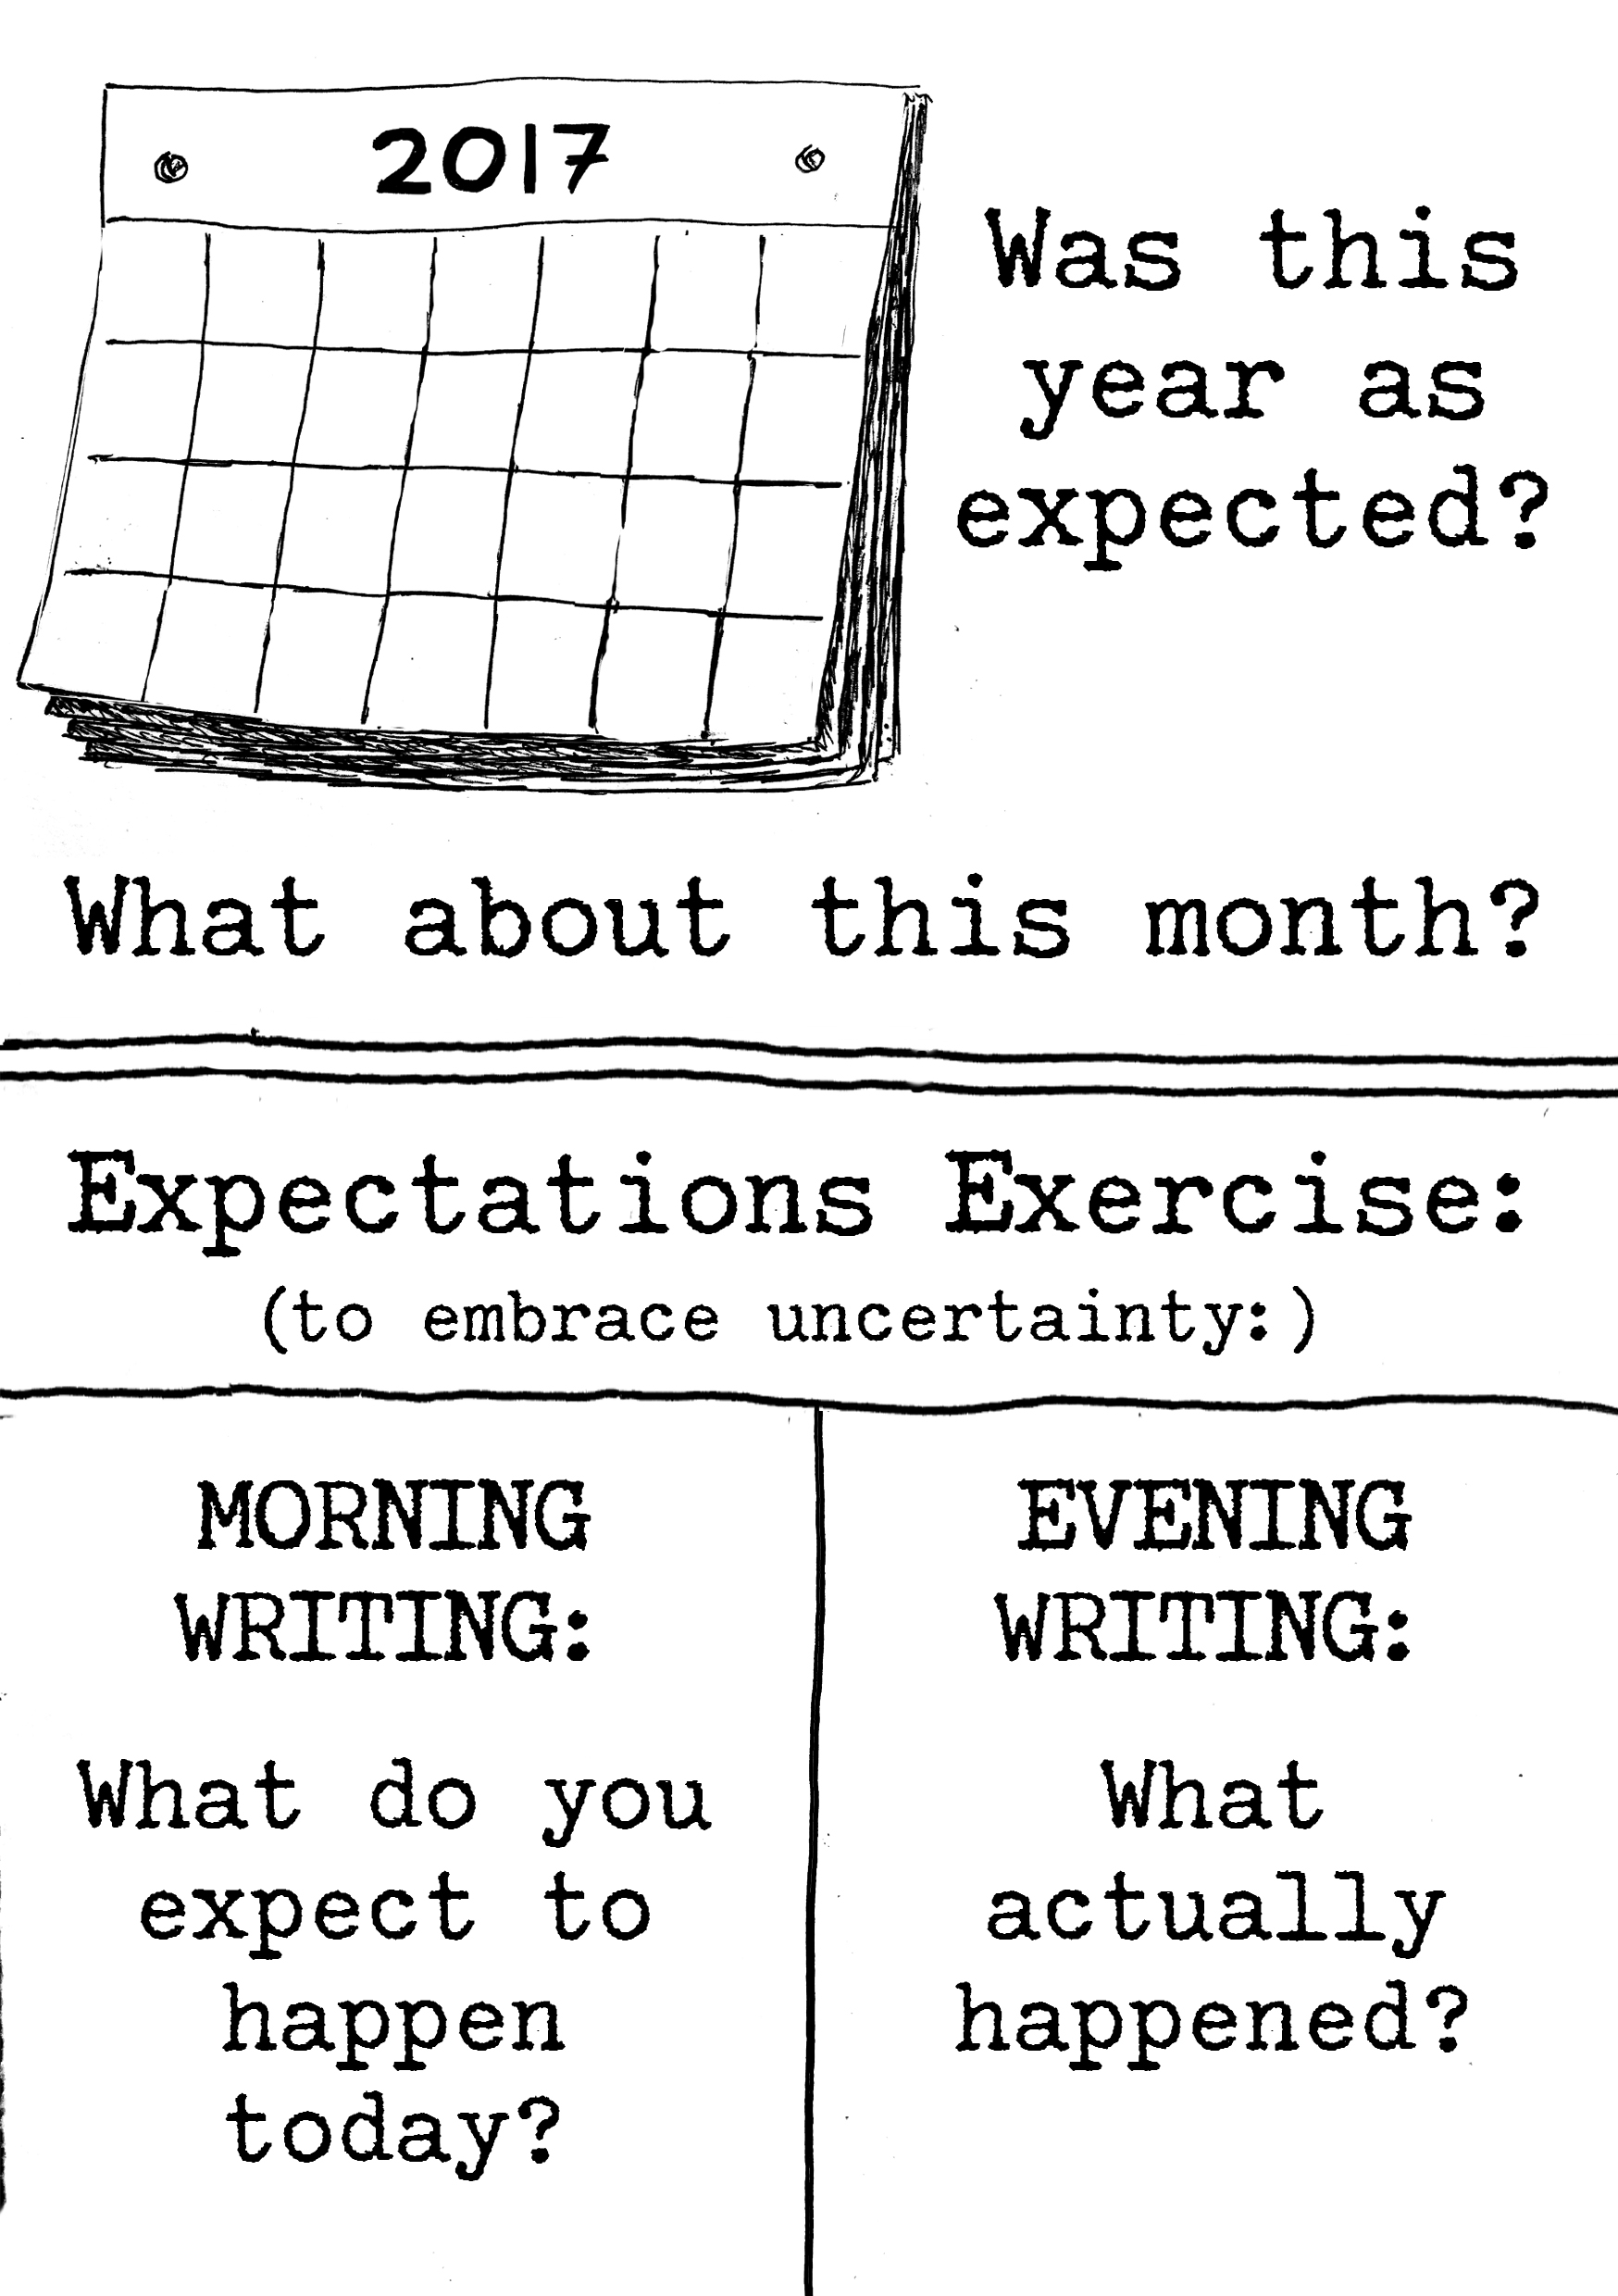 2017
Was this
year as
expected?
What about this month?
Expectations Exercise:
(to embrace uncertainty:)
MORNING
WRITING:
What do you
expect to
happen
today?
EVENING
WRITING:
What
actually
happened?